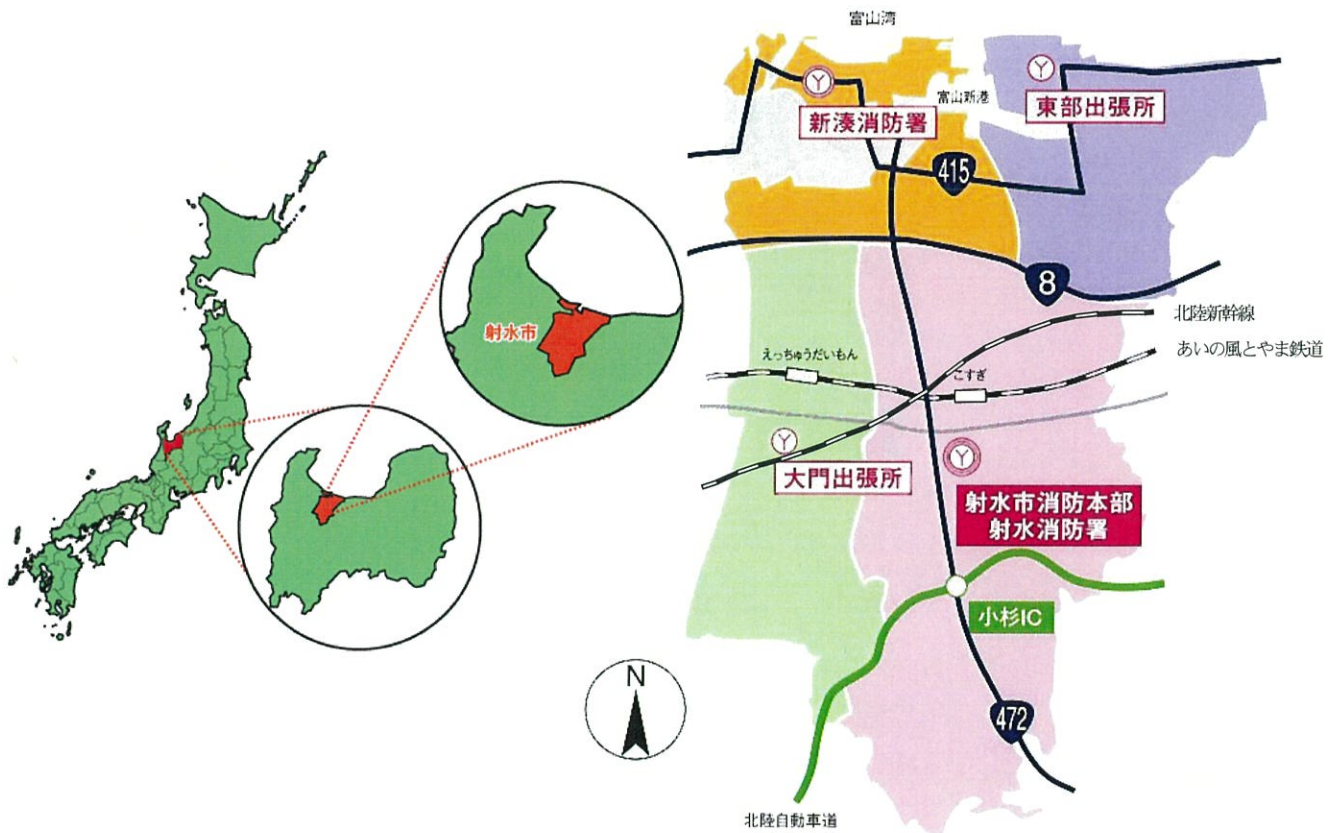 富山湾
富山新港
新湊消防署
東部出張所
415
8
射水市
北陸新幹線
あいの風とやま鉄道
えっちゅうだいもん
こすぎ
大門出張所
射水市消防本部
射水消防署
小杉IC
N
472
北陸自動車道